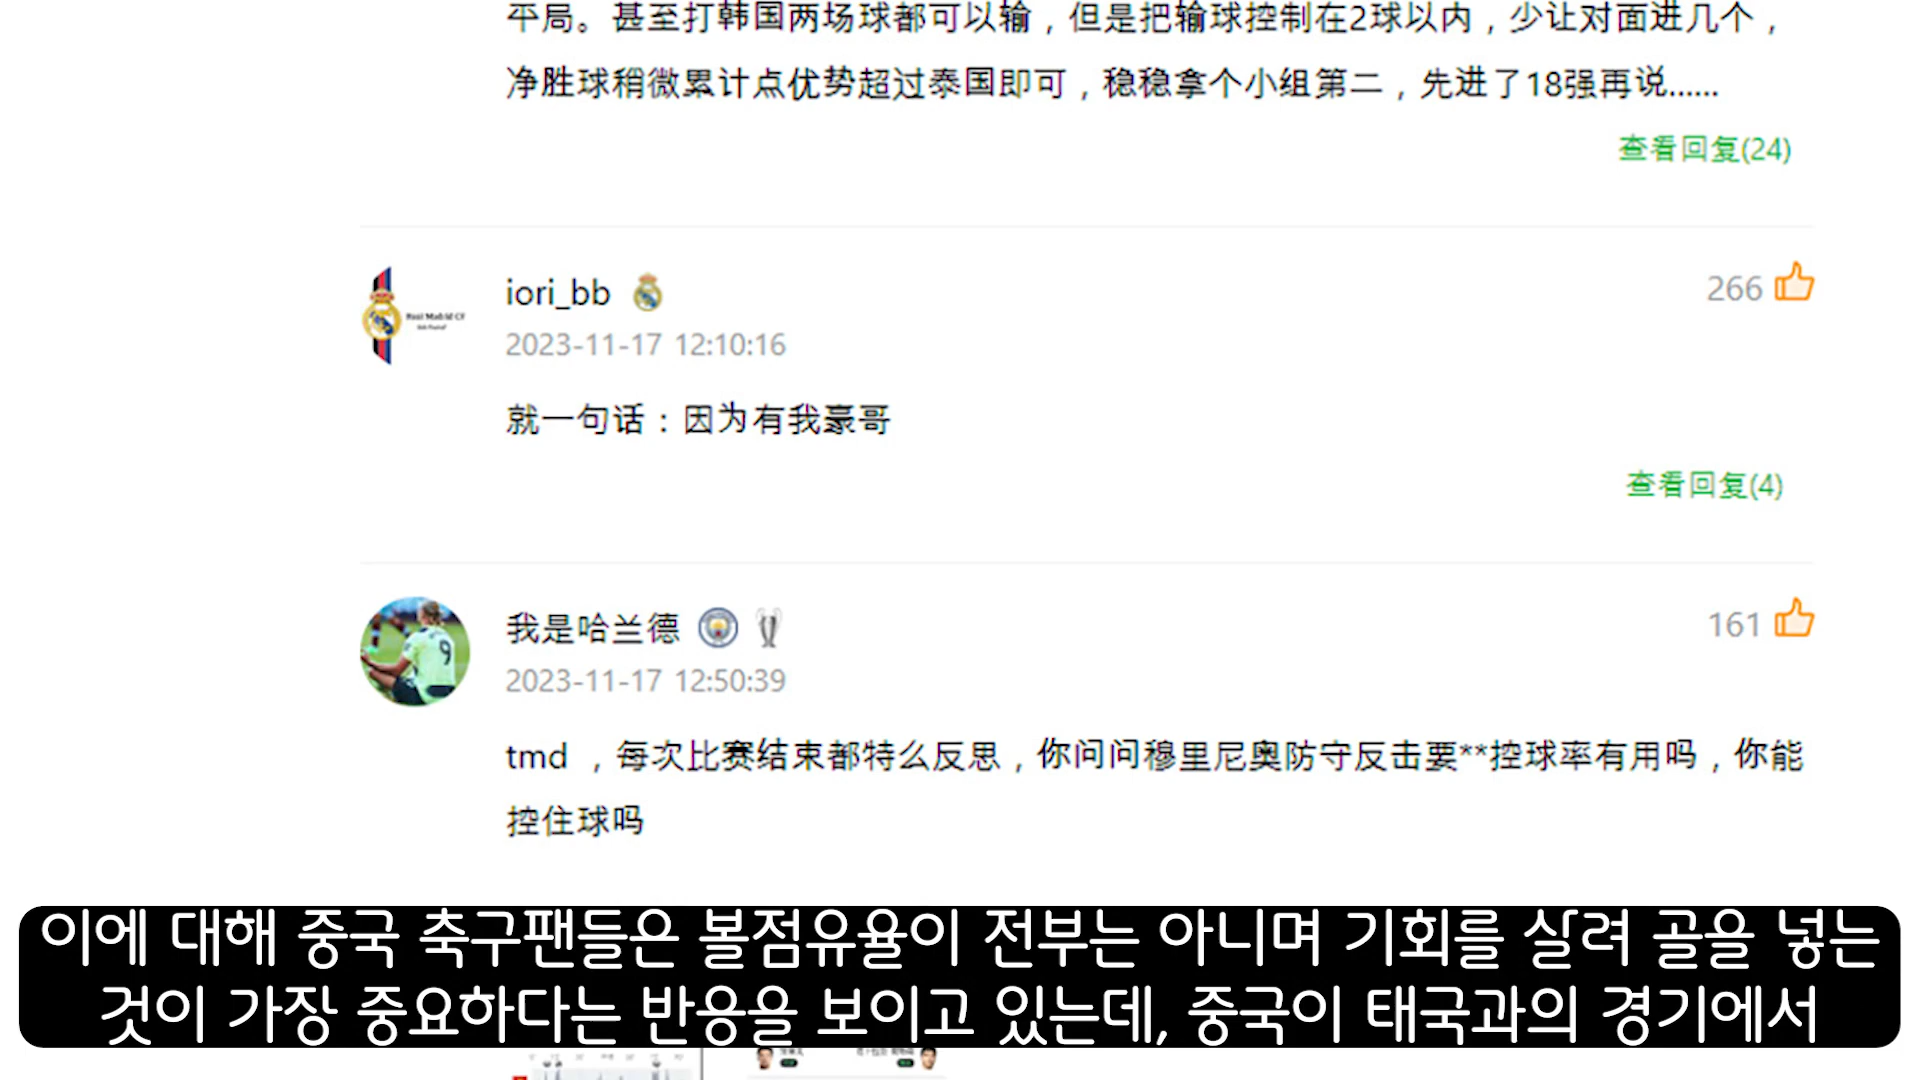 平局。甚至打韩国两场球都可以输，但是把输球控制在2球以内，少让对面进几个，
净胜球稍微累计点优势超过泰国即可，稳稳拿个小组第二，先进了18强再说......
查看回复(24)
iori_bb
266
Real Madrid CF
2023-11-17 12:10:16
就一句话：因为有我豪哥
查看回复(4)
我是哈兰德
161
9
2023-11-17 12:50:39
tmd ，每次比赛结束都特么反思，你问问穆里尼奥防守反击要**控球率有用吗，你能
控住球吗
이에 대해 중국 축구팬들은 볼점유율이 전부는 아니며 기회를 살려 골을 넣는
것이 가장 중요하다는 반응을 보이고 있는데, 중국이 태국과의 경기에서